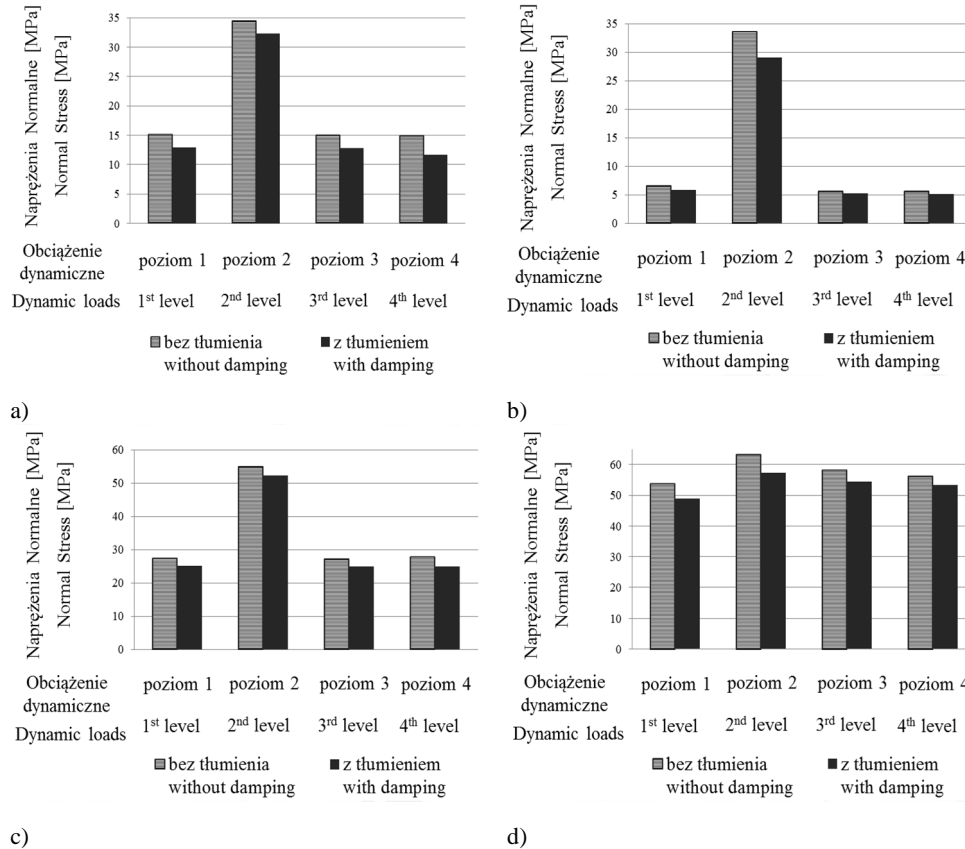 Naprężenia Normalne [MPa]
Normal Stress [MPa]
35
30
25
20
15
10
5
0
Obciążenie
dynamiczne
poziom 1 poziom 2 poziom 3 poziom 4
Dynamic loads 1st level 2nd level 3rd level 4th level
bez tłumienia z tłumieniem
without damping with damping
a)
Naprężenia Normalne [MPa]
Normal Stress [MPa]
35
30
25
20
15
10
5
0
Obciążenie
dynamiczne
poziom 1 poziom 2 poziom 3 poziom 4
Dynamic loads 1st level 2nd level 3rd level 4th level
bez tłumienia z tłumieniem
without damping with damping
b)
Naprężenia Normalne [MPa]
Normal Stress [MPa]
60
50
40
30
20
10
0
Obciążenie
dynamiczne
poziom 1 poziom 2 poziom 3 poziom 4
Dynamic loads 1st level 2nd level 3rd level 4th level
bez tłumienia z tłumieniem
without damping with damping
c)
Naprężenia Normalne [MPa]
Normal Stress [MPa]
60
50
40
30
20
10
0
Obciążenie
dynamiczne
poziom 1 poziom 2 poziom 3 poziom 4
Dynamic loads 1st level 2nd level 3rd level 4th level
bez tłumienia z tłumieniem
without damping with damping
d)